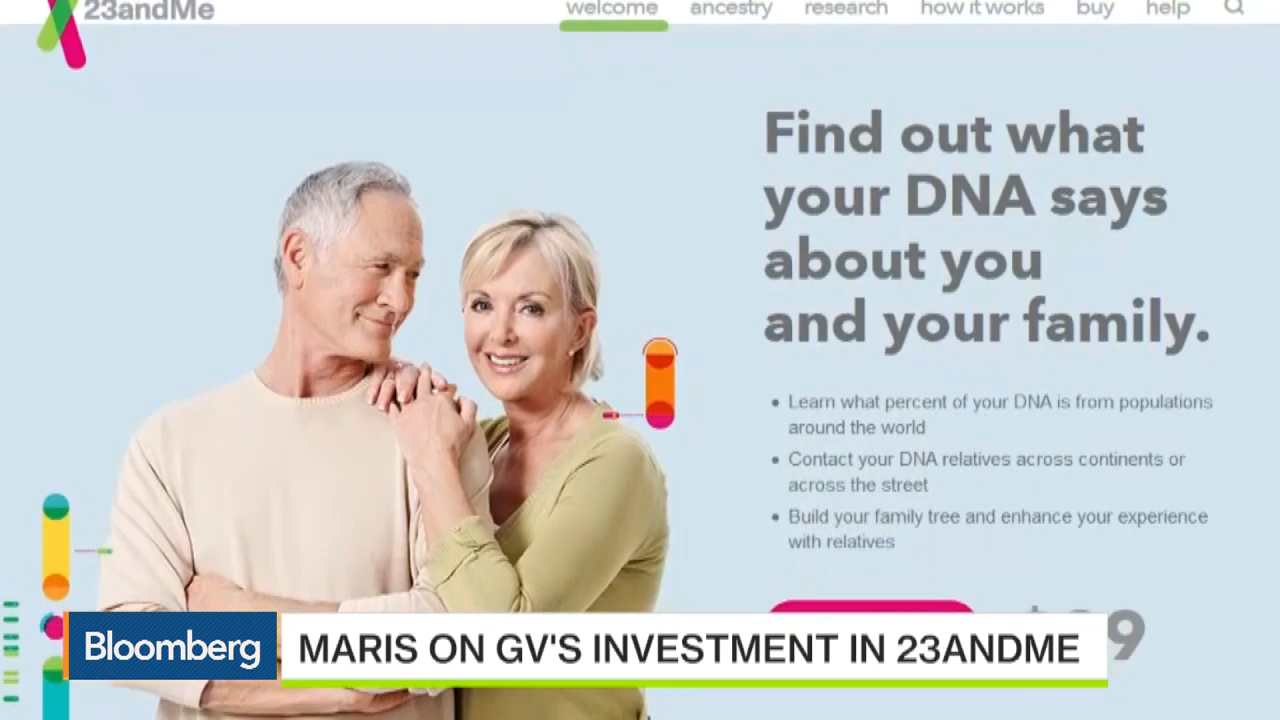 23andMe
welcome ancestry research how it works buy help
Find out what
your DNA says
about you
and your family.
• Learn what percent of your DNA is from populations
around the world
• Contact your DNA relatives across continents or
across the street
• Build your family tree and enhance your experience
with relatives
Bloomberg
MARIS ON GV'S INVESTMENT IN 23ANDME